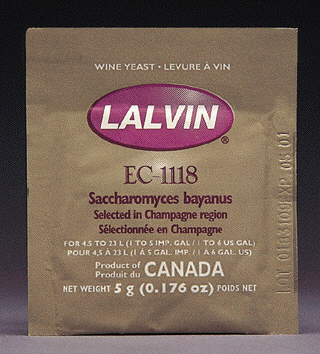 WINE YEAST • LEVURE À VIN
LALVIN®
EC-1118
Saccharomyces bayanus
Selected in Champagne region
Sélectionnée en Champagne
FOR 4.5 TO 23 L (1 TO 5 IMP. GAL / 1 TO 6 US GAL)
POUR 4,5 À 23 L (1 À 5 GAL. IMP. / 1 À 6 GAL. US)
Product of
Produit du
CANADA
NET WEIGHT 5 g (0.176 oz) POIDS NET
LOT EXP.